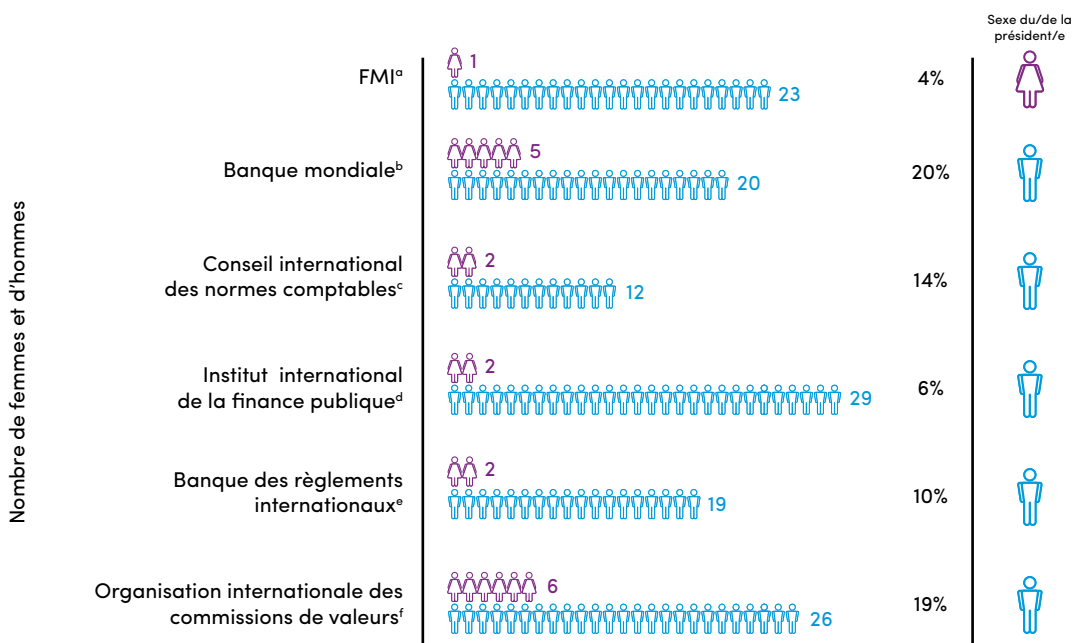 Sexe du/de la
président/e
Nombre de femmes et d'hommes
FMIᵃ
1
23
4%
Banque mondialeᵇ
5
20
20%
Conseil international
des normes comptablesᶜ
2
12
14%
Institut international
de la finance publiqueᵈ
2
29
6%
Banque des règlements
internationauxᵉ
2
19
10%
Organisation internationale des
commissions de valeursᶠ
6
26
19%